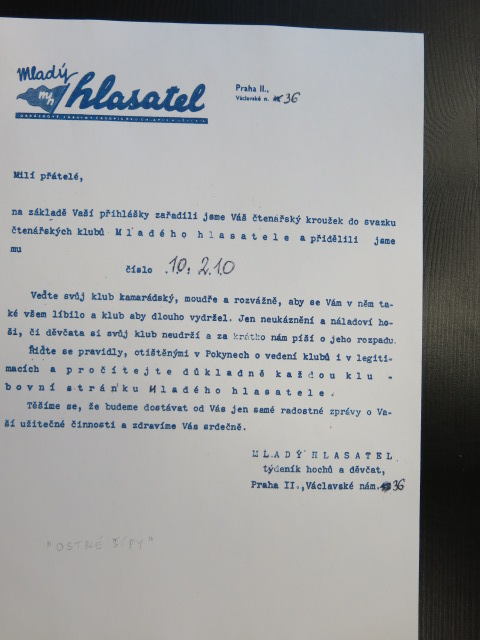 Mladý
mh hlasatel
Praha II.,
Václavské n. 36
Milí přátelé,
na základě Vaší přihlášky zařadili jsme Váš čtenářský kroužek do svazku
čtenářských klubů Mladého hlasatele a přidělili jsme
mu
číslo 10.210
Veďte svůj klub kamarádský, moudře a rozvážně, aby se Vám v něm ta-
ké všem líbilo a klub aby dlouho vydržel. Jen neukáznění a náladoví ho-
ši, či děvčata si svůj klub neudrží a za krátko nám píší o jeho rozpadu.
Řiďte se pravidly, otištěnými v Pokynech o vedení klubů i v legiti-
macích a pročítejte důkladně každou klu -
bovní stránku Mladého hlasatele.
Těšíme se, že budeme dostávat od Vás jen samé radostné zprávy o Va-
ší užitečné činnosti a zdravíme Vás srdečně.
MLADÝ HLASATEL
týdeník hochů a děvčat,
Praha II.,Václavské nám. 36
"OSTRÉ ŠÍPY"